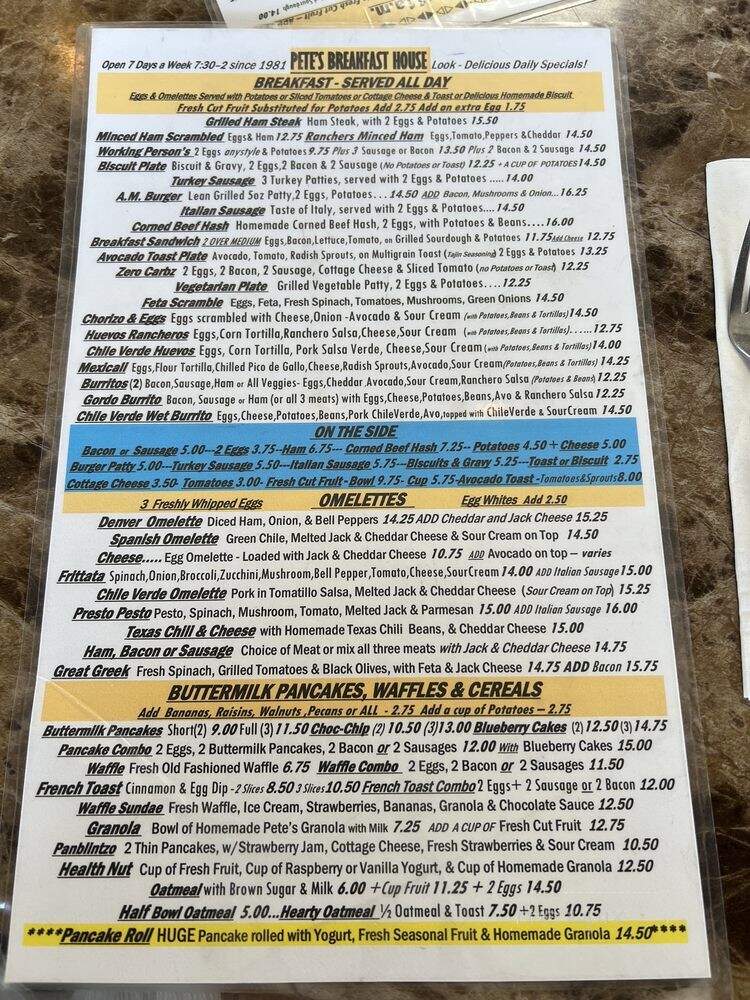 Open 7 Days a Week 7:30-2 since 1981 PETE'S BREAKFAST HOUSE Look - Delicious Daily Specials!
BREAKFAST - SERVED ALL DAY
Eggs & Omelettes Served with Potatoes or Sliced Tomatoes or Cottage Cheese & Toast or Delicious Homemade Biscuit
Fresh Cut Fruit Substituted for Potatoes Add 2.75 Add an extra Egg 1.75
Grilled Ham Steak Ham Steak, with 2 Eggs & Potatoes 15.50
Minced Ham Scrambled Eggs & Ham 12.75 Ranchers Minced Ham Eggs,Tomato,Peppers &Cheddar 14.50
Working Person's 2 Eggs anystyle & Potatoes 9.75 Plus 3 Sausage or Bacon 13.50 Plus 2 Bacon & 2 Sausage 14.50
Biscuit Plate Biscuit & Gravy, 2 Eggs,2 Bacon & 2 Sausage (No Potatoes or Toast) 12.25 + A CUP OF POTATOES 14.50
Turkey Sausage 3 Turkey Patties, served with 2 Eggs & Potatoes .....14.00
A.M. Burger Lean Grilled 5oz Patty,2 Eggs, Potatoes...14.50 ADD Bacon, Mushrooms & Onion...16.25
Italian Sausage Taste of Italy, served with 2 Eggs & Potatoes....14.50
Corned Beef Hash Homemade Corned Beef Hash, 2 Eggs, with Potatoes & Beans....16.00
Breakfast Sandwich 2 OVER MEDIUM Eggs,Bacon,Lettuce,Tomato, on Grilled Sourdough & Potatoes 11.75 Add Cheese 12.75
Avocado Toast Plate Avocado, Tomato, Radish Sprouts, on Multigrain Toast (Tajin Seasoning) 2 Eggs & Potatoes 13.25
Zero Carbz 2 Eggs, 2 Bacon, 2 Sausage, Cottage Cheese & Sliced Tomato (no Potatoes or Toast) 12.25
Vegetarian Plate Grilled Vegetable Patty, 2 Eggs & Potatoes....12.25
Feta Scramble Eggs, Feta, Fresh Spinach, Tomatoes, Mushrooms, Green Onions 14.50
Chorizo & Eggs Eggs scrambled with Cheese,Onion -Avocado & Sour Cream (with Potatoes,Beans & Tortillas)14.50
Huevos Rancheros Eggs,Corn Tortilla,Ranchero Salsa,Cheese,Sour Cream (with Potatoes,Beans & Tortillas)......12.75
Chile Verde Huevos Eggs, Corn Tortilla, Pork Salsa Verde, Cheese,Sour Cream (with Potatoes,Beans & Tortillas)14.00
Mexicali Eggs,Flour Tortilla,Chilled Pico de Gallo,Cheese,Radish Sprouts,Avocado,Sour Cream(Potatoes,Beans & Tortillas) 14.25
Burritos (2) Bacon,Sausage,Ham or All Veggies- Eggs,Cheddar,Avocado,Sour Cream,Ranchero Salsa (Potatoes & Beans) 12.25
Gordo Burrito Bacon, Sausage or Ham (or all 3 meats) with Eggs,Cheese,Potatoes,Beans,Avo & Ranchero Salsa 12.25
Chile Verde Wet Burrito Eggs,Cheese,Potatoes,Beans,Pork ChileVerde,Avo,topped with ChileVerde & SourCream 14.50
ON THE SIDE
Bacon or Sausage 5.00---2 Eggs 3.75--Ham 6.75--- Corned Beef Hash 7.25-- Potatoes 4.50 + Cheese 5.00
Burger Patty 5.00---Turkey Sausage 5.50---Italian Sausage 5.75---Biscuits & Gravy 5.25---Toast or Biscuit 2.75
Cottage Cheese 3.50- Tomatoes 3.00- Fresh Cut Fruit -Bowl 9.75- Cup 5.75-Avocado Toast -Tomatoes&Sprouts8.00
3 Freshly Whipped Eggs OMELETTES Egg Whites Add 2.50
Denver Omelette Diced Ham, Onion, & Bell Peppers 14.25 ADD Cheddar and Jack Cheese 15.25
Spanish Omelette Green Chile, Melted Jack & Cheddar Cheese & Sour Cream on Top 14.50
Cheese..... Egg Omelette - Loaded with Jack & Cheddar Cheese 10.75 ADD Avocado on top – varies
Frittata Spinach,Onion,Broccoli,Zucchini,Mushroom,Bell Pepper,Tomato,Cheese,SourCream 14.00 ADD Italian Sausage 15.00
Chile Verde Omelette Pork in Tomatillo Salsa, Melted Jack & Cheddar Cheese (Sour Cream on Top) 15.25
Presto Pesto Pesto, Spinach, Mushroom, Tomato, Melted Jack & Parmesan 15.00 ADD Italian Sausage 16.00
Texas Chili & Cheese with Homemade Texas Chili Beans, & Cheddar Cheese 15.00
Ham, Bacon or Sausage Choice of Meat or mix all three meats with Jack & Cheddar Cheese 14.75
Great Greek Fresh Spinach, Grilled Tomatoes & Black Olives, with Feta & Jack Cheese 14.75 ADD Bacon 15.75
BUTTERMILK PANCAKES, WAFFLES & CEREALS
Add Bananas, Raisins, Walnuts ,Pecans or ALL - 2.75 Add a cup of Potatoes – 2.75
Buttermilk Pancakes Short(2) 9.00 Full (3) 11.50 Choc-Chip (2) 10.50 (3)13.00 Blueberry Cakes (2) 12.50 (3) 14.75
Pancake Combo 2 Eggs, 2 Buttermilk Pancakes, 2 Bacon or 2 Sausages 12.00 With Blueberry Cakes 15.00
Waffle Fresh Old Fashioned Waffle 6.75 Waffle Combo 2 Eggs, 2 Bacon or 2 Sausages 11.50
French Toast Cinnamon & Egg Dip -2 Slices 8.50 3 Slices 10.50 French Toast Combo 2 Eggs+ 2 Sausage or 2 Bacon 12.00
Waffle Sundae Fresh Waffle, Ice Cream, Strawberries, Bananas, Granola & Chocolate Sauce 12.50
Granola Bowl of Homemade Pete's Granola with Milk 7.25 ADD A CUP OF Fresh Cut Fruit 12.75
Panblintzo 2 Thin Pancakes, w/Strawberry Jam, Cottage Cheese, Fresh Strawberries & Sour Cream 10.50
Health Nut Cup of Fresh Fruit, Cup of Raspberry or Vanilla Yogurt, & Cup of Homemade Granola 12.50
Oatmeal with Brown Sugar & Milk 6.00 +Cup Fruit 11.25 + 2 Eggs 14.50
Half Bowl Oatmeal 5.00...Hearty Oatmeal ½ Oatmeal & Toast 7.50 +2 Eggs 10.75
****Pancake Roll HUGE Pancake rolled with Yogurt, Fresh Seasonal Fruit & Homemade Granola 14.50****